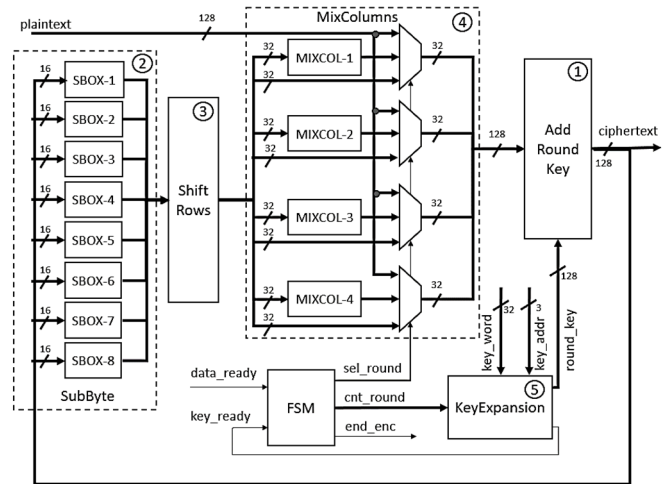 MixColumns
plaintext
128
④
32
MIXCOL-1
32
32
②
16
SBOX-1
16
SBOX-2
16
SBOX-3
16
SBOX-4
16
SBOX-5
16
SBOX-6
16
SBOX-7
16
SBOX-8
SubByte
③
Shift
Rows
32
MIXCOL-2
32
32
32
MIXCOL-3
32
32
32
MIXCOL-4
32
32
128
①
Add
Round
Key
ciphertext
128
128
32
3
key_word
key_addr
round_key
data_ready
key_ready
FSM
sel_round
cnt_round
end_enc
⑤
KeyExpansion